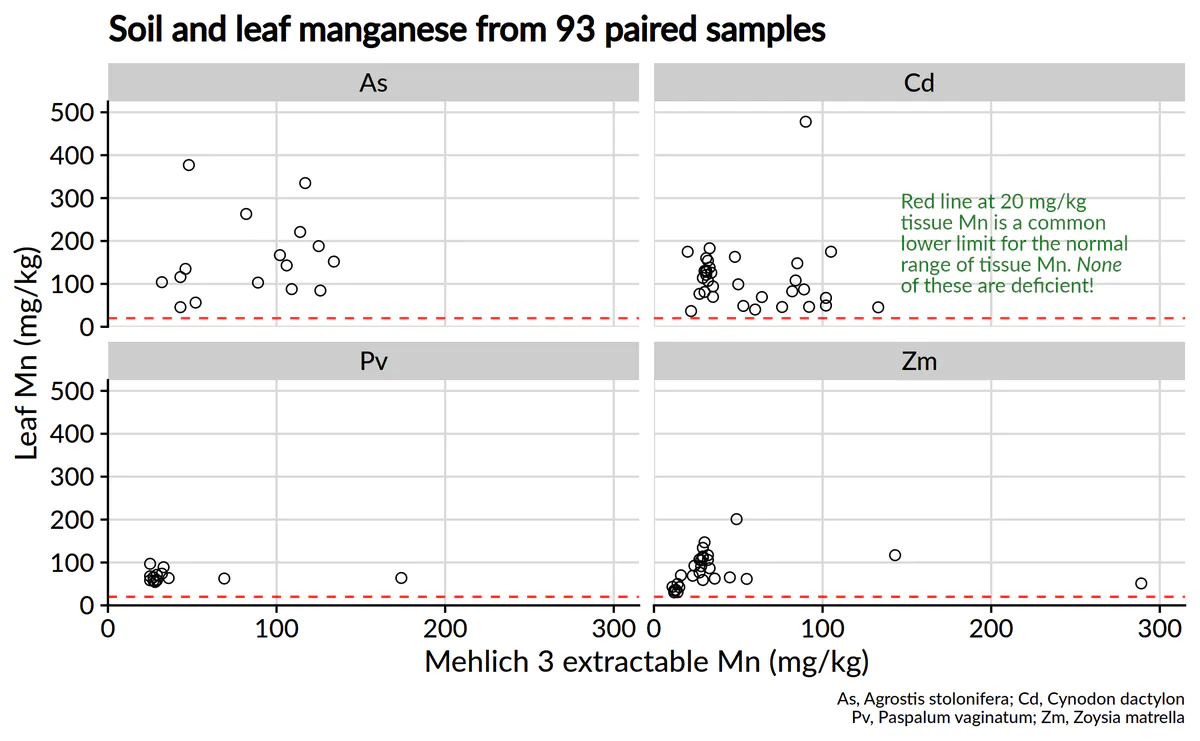 Soil and leaf manganese from 93 paired samples
As
Cd
500
400
300
200
100
0
Red line at 20 mg/kg
tissue Mn is a common
lower limit for the normal
range of tissue Mn. None
of these are deficient!
Pv
Zm
500
400
300
200
100
0
Leaf Mn (mg/kg)
0 100 200 300 0 100 200 300
Mehlich 3 extractable Mn (mg/kg)
As, Agrostis stolonifera; Cd, Cynodon dactylon
Pv, Paspalum vaginatum; Zm, Zoysia matrella